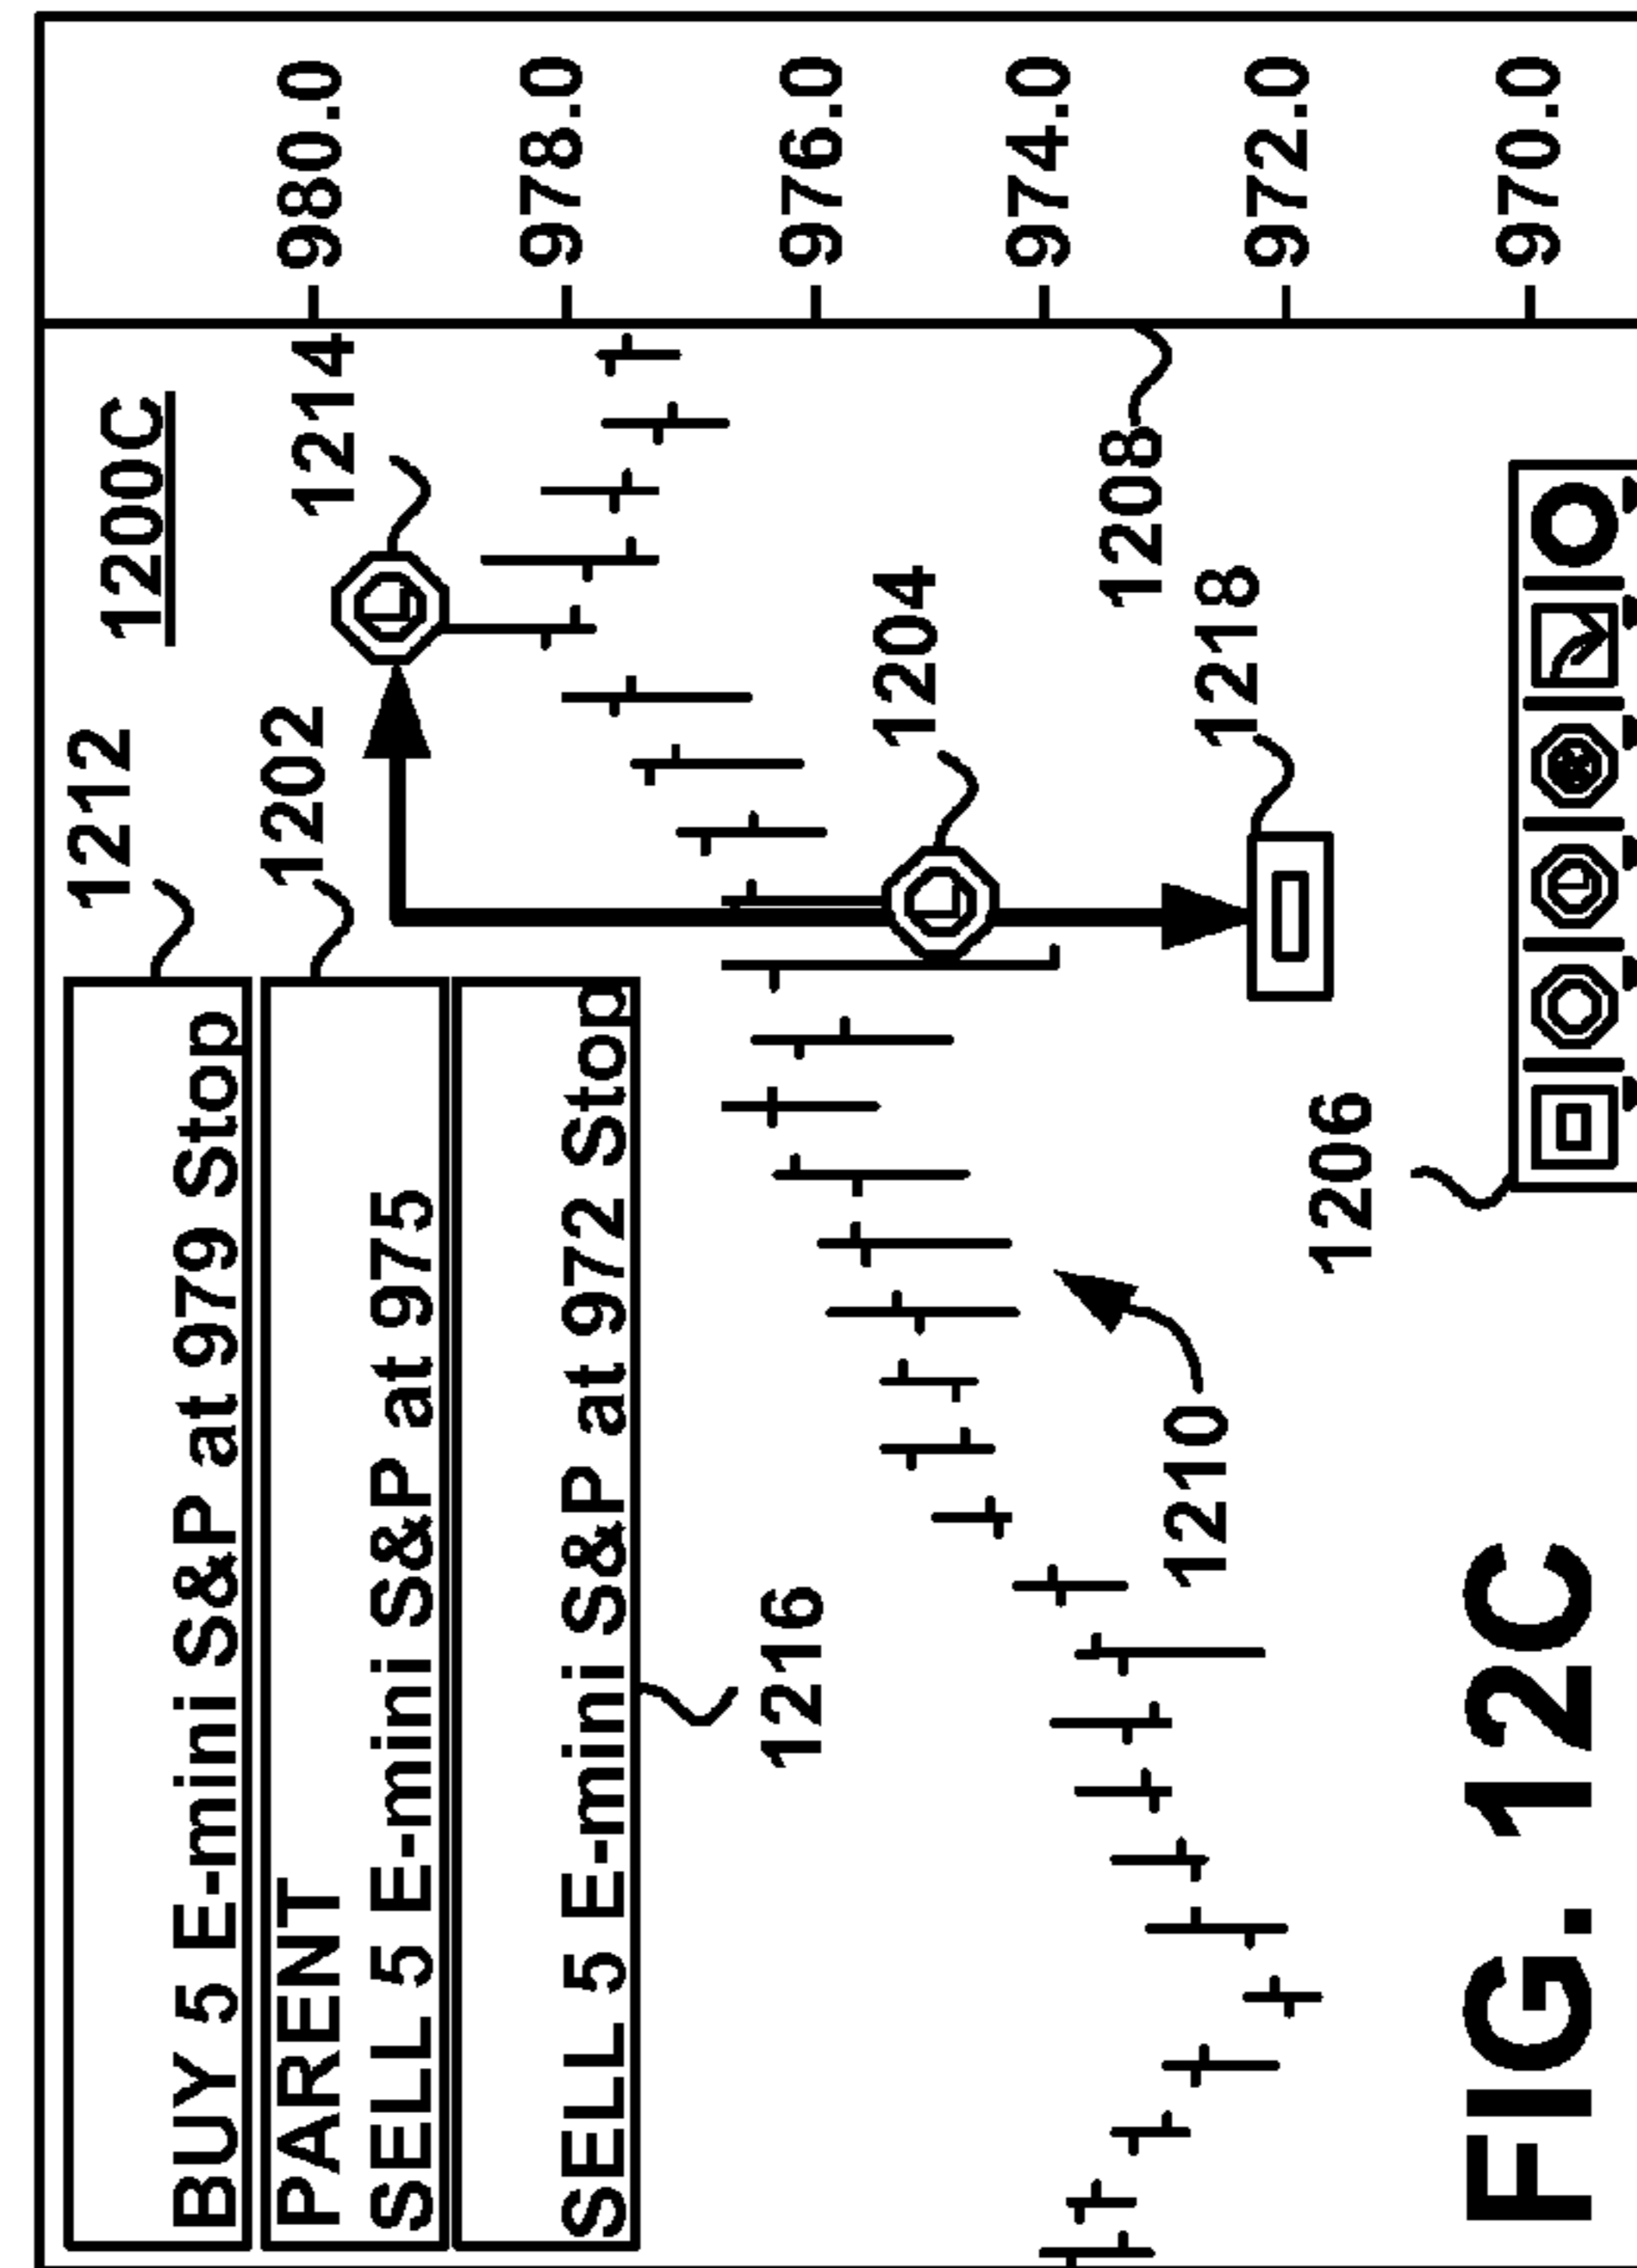 1200C
1212
BUY 5 E-mini S&P at 979 Stop
1202
PARENT
SELL 5 E-mini S&P at 975
SELL 5 E-mini S&P at 972 Stop
1216
1214
L
1204
L
1208
1218
1210
1206
980.0
978.0
976.0
974.0
972.0
970.0
FIG. 12C